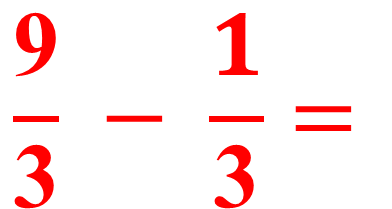 9/3 − 1/3 =